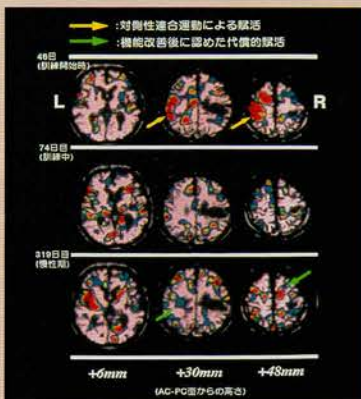 :対側性連合運動による賦活
:機能改善後に認めた代償的賦活
46日
(訓練開始時)
L
R
74日目
(訓練中)
319日目
(慢性期)
+6mm
+30mm
+48mm
(AC-PC面からの高さ)